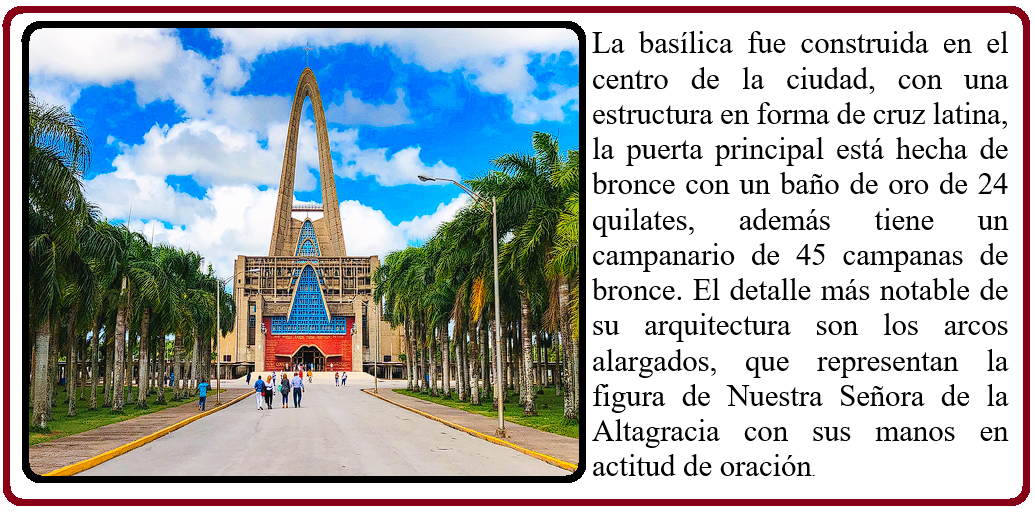 La basílica fue construida en el
centro de la ciudad, con una
estructura en forma de cruz latina,
la puerta principal está hecha de
bronce con un baño de oro de 24
quilates, además tiene un
campanario de 45 campanas de
bronce. El detalle más notable de
su arquitectura son los arcos
alargados, que representan la
figura de Nuestra Señora de la
Altagracia con sus manos en
actitud de oración.